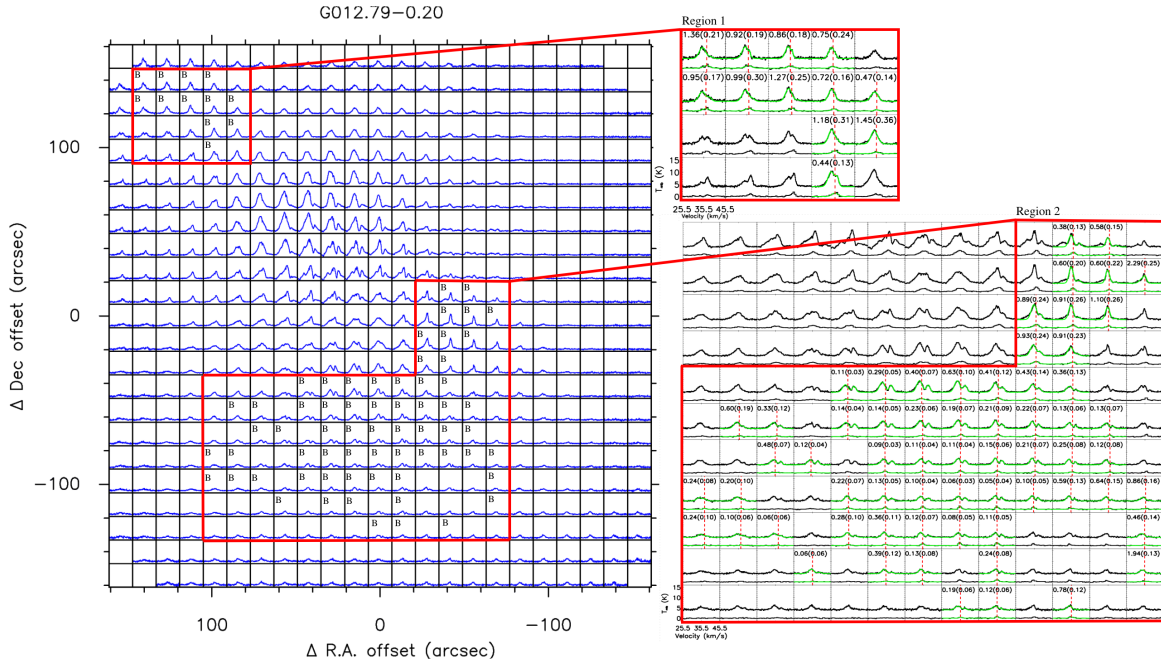 G012.79−0.20
Region 1
1.36(0.21) 0.92(0.19) 0.86(0.18) 0.75(0.24)
0.95(0.17) 0.99(0.30) 1.27(0.25) 0.72(0.16) 0.47(0.14)
1.18(0.31) 1.45(0.36)
0.44(0.13)
15
10
5
0
T (K)
25.5 35.5 45.5
Velocity (km/s)
Region 2
0.38(0.13) 0.58(0.15)
0.60(0.20) 0.60(0.22) 2.29(0.25)
0.89(0.24) 0.91(0.26) 1.10(0.26)
0.93(0.24) 0.91(0.23)
0.11(0.03) 0.29(0.05) 0.40(0.07) 0.63(0.10) 0.41(0.12) 0.43(0.14) 0.36(0.13)
0.60(0.19) 0.33(0.12) 0.14(0.04) 0.14(0.05) 0.23(0.06) 0.19(0.07) 0.21(0.09) 0.22(0.07) 0.13(0.06) 0.13(0.07)
0.48(0.07) 0.12(0.04) 0.09(0.03) 0.11(0.04) 0.11(0.04) 0.15(0.06) 0.21(0.07) 0.25(0.08) 0.12(0.08)
0.24(0.08) 0.20(0.10) 0.22(0.07) 0.13(0.05) 0.10(0.04) 0.06(0.03) 0.05(0.04) 0.10(0.05) 0.59(0.13) 0.64(0.15) 0.86(0.16)
0.24(0.10) 0.10(0.06) 0.06(0.06) 0.28(0.10) 0.36(0.11) 0.12(0.07) 0.08(0.05) 0.11(0.05) 0.46(0.14)
0.06(0.06) 0.39(0.12) 0.13(0.08) 0.24(0.08) 1.94(0.13)
0.19(0.06) 0.12(0.06) 0.78(0.12)
15
10
5
0
T (K)
25.5 35.5 45.5
Velocity (km/s)
B B B B
B B B B B
B B
B
B B
B B B
B B B
B B
B B B B B B B
B B B B B B B B B B
B B B B B B B B B
B B B B B B B B B B
B B B B B B B B
B B B B B
B B B
100
0
−100
Δ Dec offset (arcsec)
100 0 −100
Δ R.A. offset (arcsec)